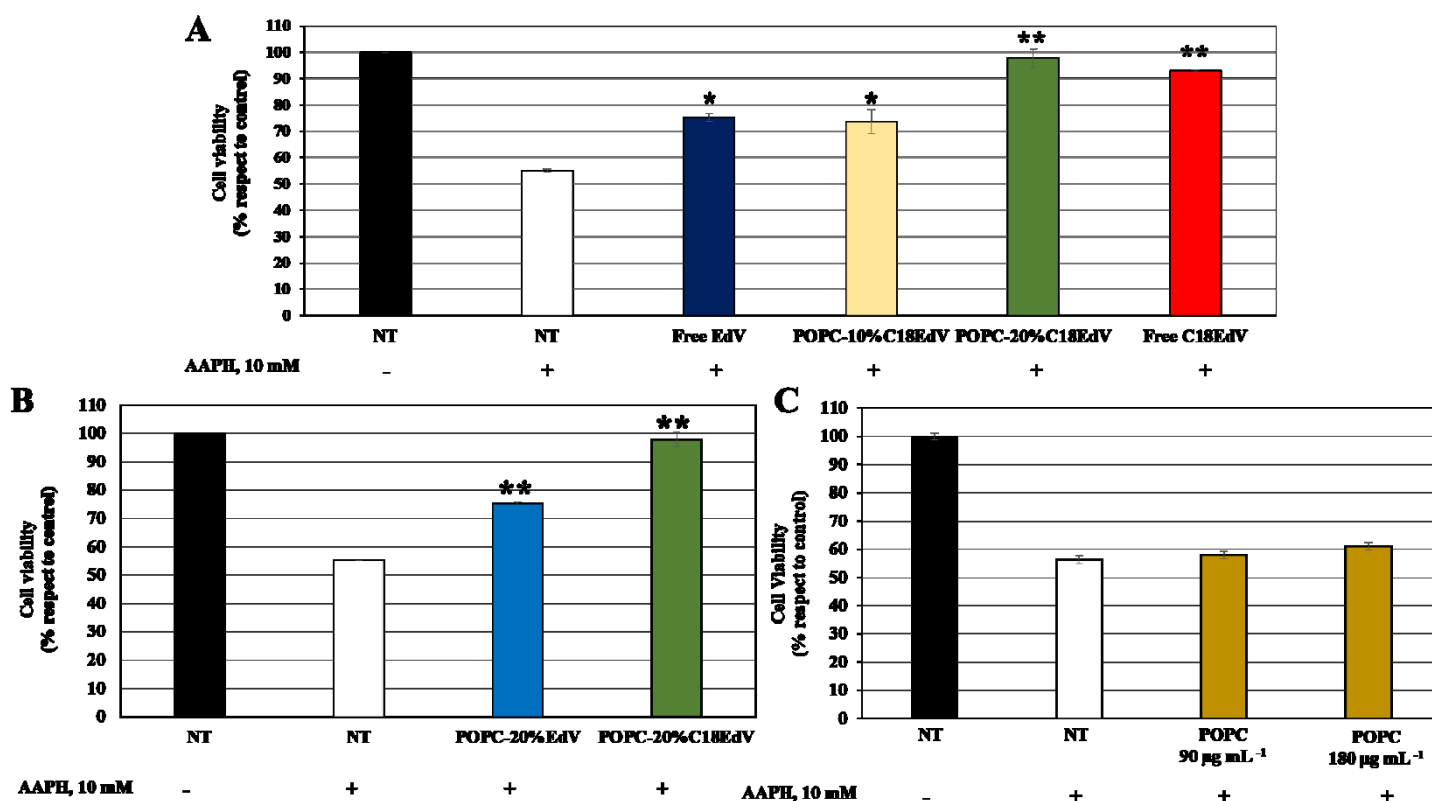 A
Cell viability
(% respect to control)
110
100
90
80
70
60
50
40
30
20
10
0
* * ** **
NT NT Free EdV POPC-10%C18EdV POPC-20%C18EdV Free C18EdV
AAPH, 10 mM - + + + + +
B
Cell viability
(% respect to control)
110
100
90
80
70
60
50
40
30
20
10
0
** **
NT NT POPC-20%EdV POPC-20%C18EdV
AAPH, 10 mM - + + +
C
Cell Viability
(% respect to control)
110
100
90
80
70
60
50
40
30
20
10
0
NT NT POPC POPC
90 µg mL⁻¹ 180 µg mL⁻¹
AAPH, 10 mM - + + +